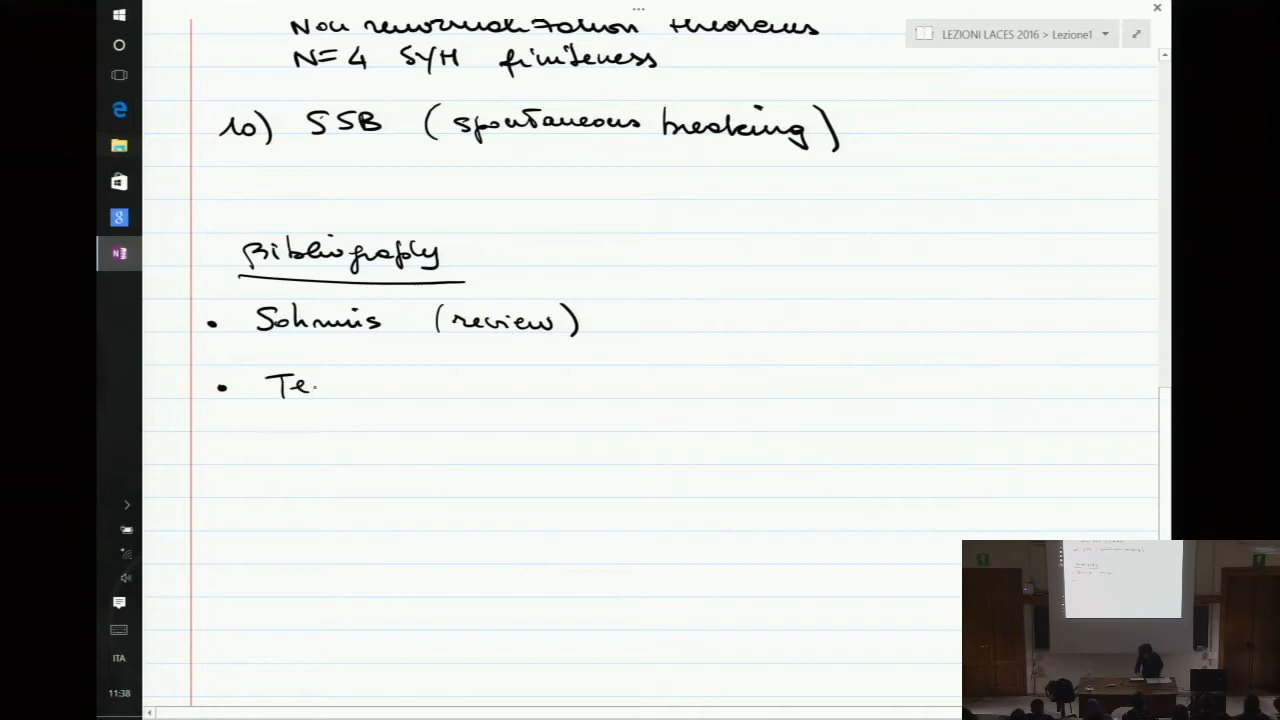 Non renormalization theorems
N=4 SYM finiteness
10) SSB (spontaneous breaking)
Bibliography
• Sohnius (review)
• Te
LEZIONI LACES 2016 > Lezione1
ITA
11:38